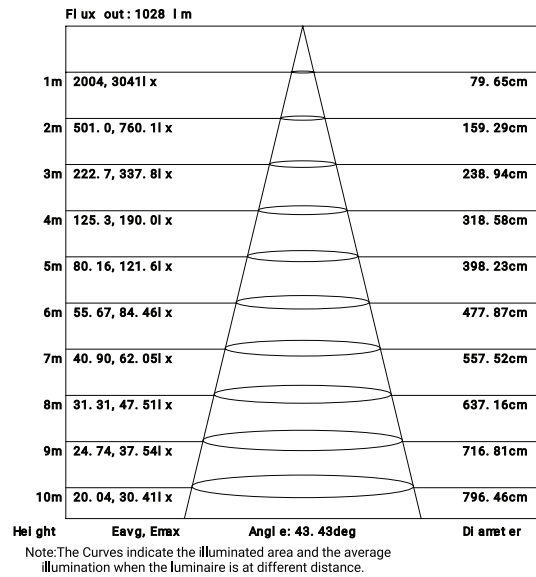 Flux out: 1028 lm
1m 2004, 3041lx 79.65cm
2m 501.0, 760.1lx 159.29cm
3m 222.7, 337.8lx 238.94cm
4m 125.3, 190.0lx 318.58cm
5m 80.16, 121.6lx 398.23cm
6m 55.67, 84.46lx 477.87cm
7m 40.90, 62.05lx 557.52cm
8m 31.31, 47.51lx 637.16cm
9m 24.74, 37.54lx 716.81cm
10m 20.04, 30.41lx 796.46cm
Height Eavg, Emax Angle: 43.43deg Diameter
Note:The Curves indicate the illuminated area and the average
illumination when the luminaire is at different distance.